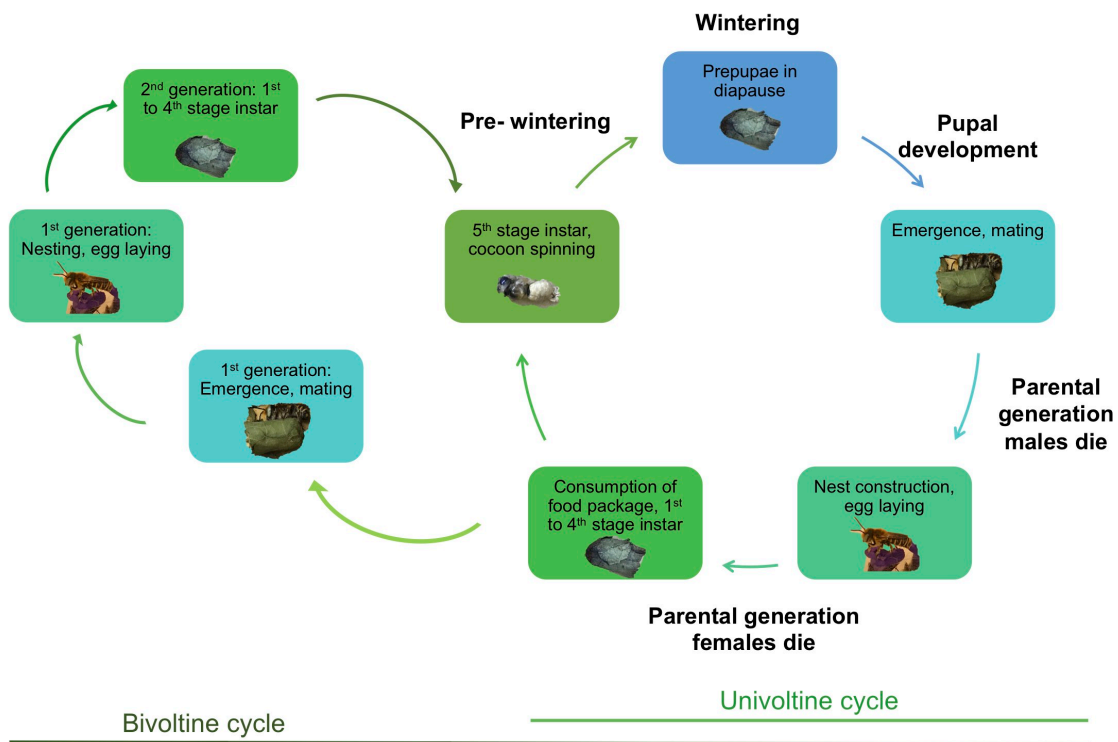 Wintering
Prepupae in
diapause
2nd generation: 1st
to 4th stage instar
Pre- wintering
Pupal
development
1st generation:
Nesting, egg laying
5th stage instar,
cocoon spinning
Emergence, mating
1st generation:
Emergence, mating
Parental
generation
males die
Consumption of
food package, 1st
to 4th stage instar
Nest construction,
egg laying
Parental generation
females die
Univoltine cycle
Bivoltine cycle